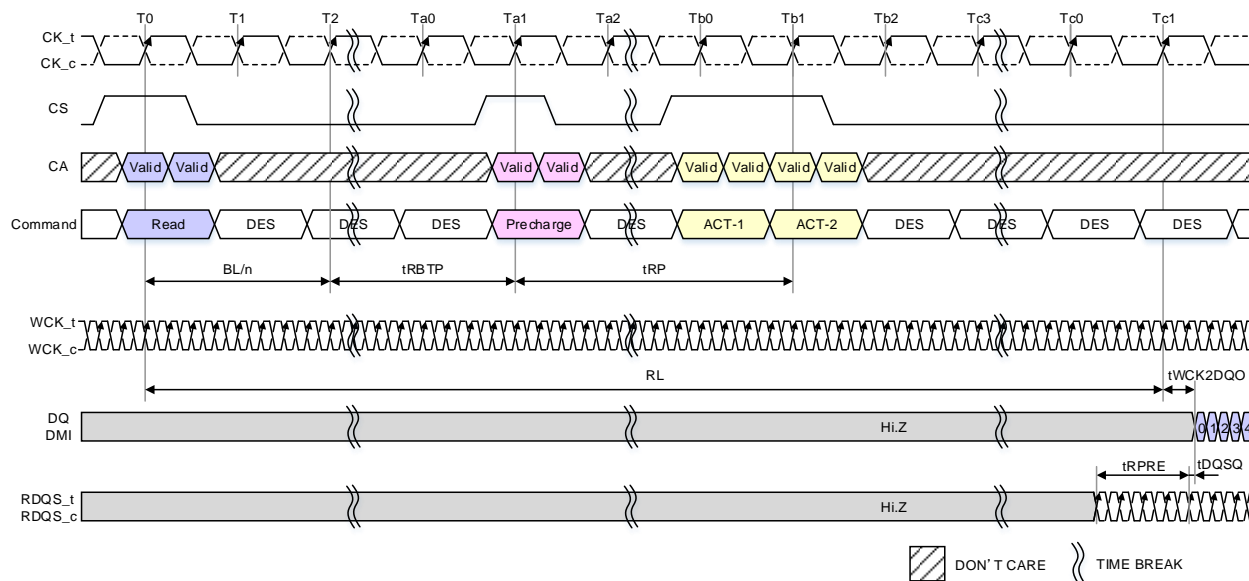 T0 T1 T2 Ta0 Ta1 Ta2 Tb0 Tb1 Tb2 Tc3 Tc0 Tc1
CK_t
CK_c
CS
CA Valid Valid Valid Valid Valid Valid Valid Valid
Command Read DES DES DES Precharge DES ACT-1 ACT-2 DES DES DES DES
BL/n tRBTP tRP
WCK_t
WCK_c
RL tWCK2DQO
DQ
DMI Hi.Z 0 1 2 3 4
tRPRE tDQSQ
RDQS_t
RDQS_c Hi.Z
DON'T CARE TIME BREAK